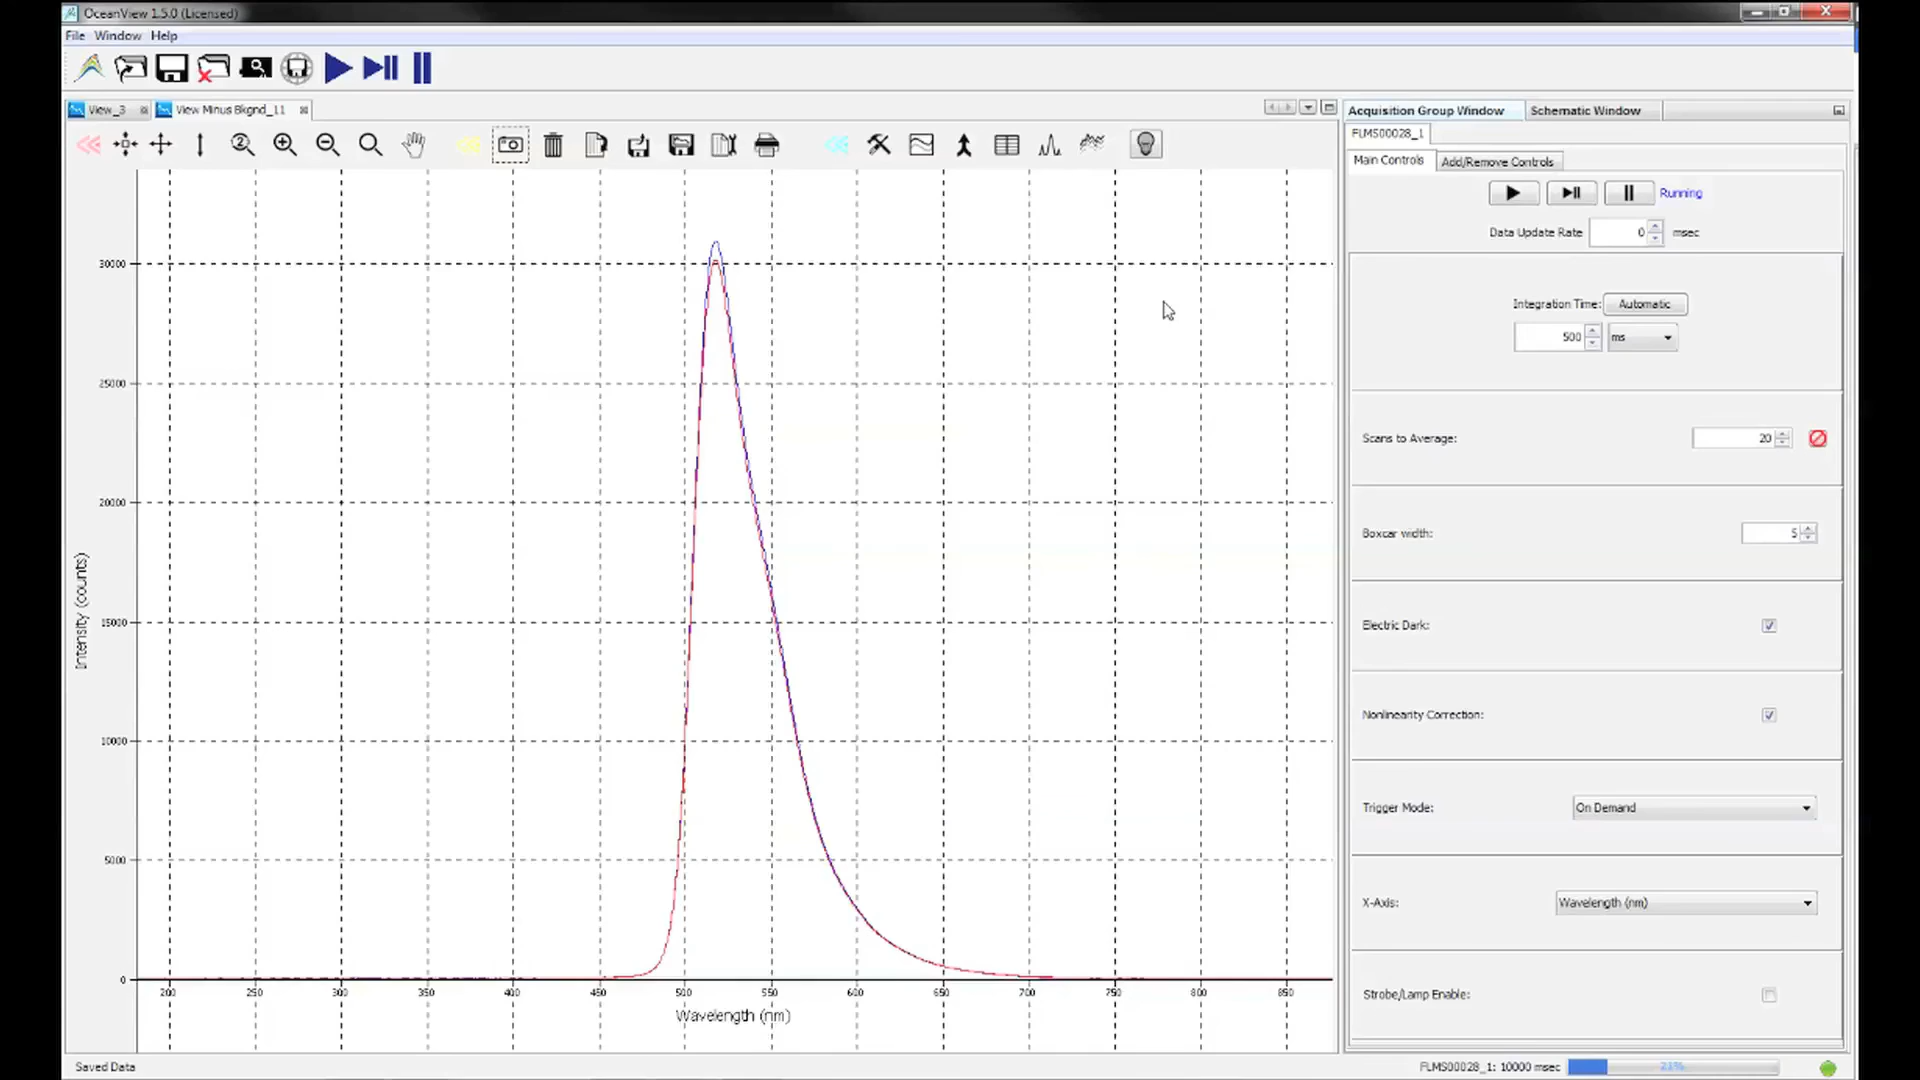 OceanView 1.5.0 (Licensed)
File Window Help
View_3 View Minus Bkgnd_11
Acquisition Group Window Schematic Window
FLMS00028_1
Main Controls Add/Remove Controls
Running
Data Update Rate 0 msec
Integration Time: Automatic
500 ms
Scans to Average: 20
Boxcar width: 5
Electric Dark:
Nonlinearity Correction:
Trigger Mode: On Demand
X-Axis: Wavelength (nm)
Strobe/Lamp Enable:
30000
25000
20000
15000
10000
5000
0
Intensity (counts)
200 250 300 350 400 450 500 550 600 650 700 750 800 850
Wavelength (nm)
Saved Data
FLMS00028_1: 10000 msec 21%